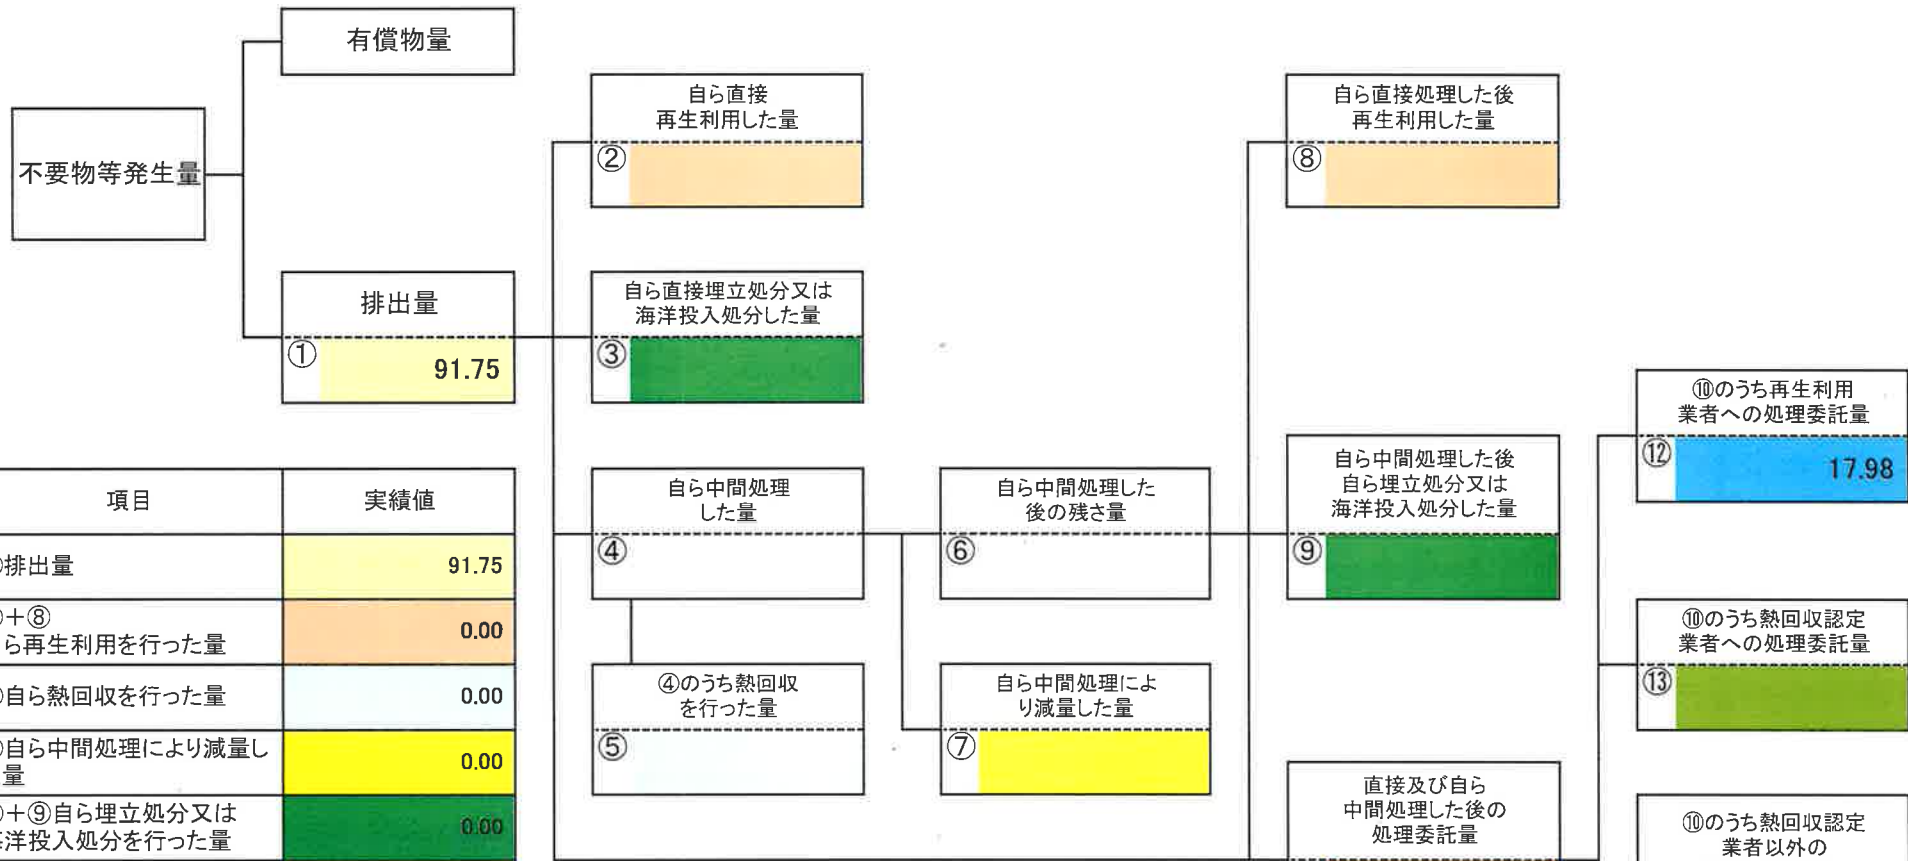 有償物量
不要物等発生量
排出量
①
91.75
自ら直接
再生利用した量
②
自ら直接埋立処分又は
海洋投入処分した量
③
自ら中間処理
した量
④
④のうち熱回収
を行った量
⑤
自ら中間処理した
後の残さ量
⑥
自ら中間処理によ
り減量した量
⑦
自ら直接処理した後
再生利用した量
⑧
自ら中間処理した後
自ら埋立処分又は
海洋投入処分した量
⑨
直接及び自ら
中間処理した後の
処理委託量
⑩のうち再生利用
業者への処理委託量
⑫
17.98
⑩のうち熱回収認定
業者への処理委託量
⑬
⑩のうち熱回収認定
業者以外の
項目
実績値
排出量
91.75
+⑧
ら再生利用を行った量
0.00
自ら熱回収を行った量
0.00
自ら中間処理により減量し
量
0.00
+⑨自ら埋立処分又は
海洋投入処分を行った量
0.00